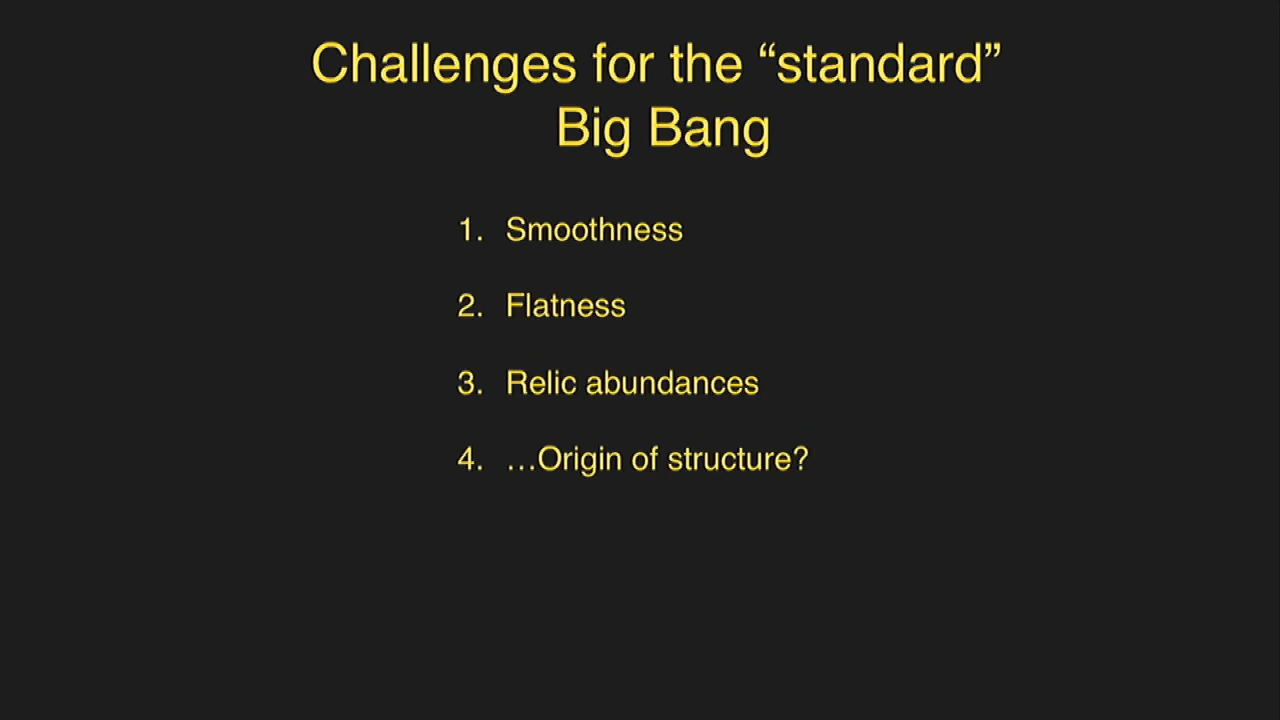 Challenges for the “standard”
Big Bang
1. Smoothness
2. Flatness
3. Relic abundances
4. …Origin of structure?